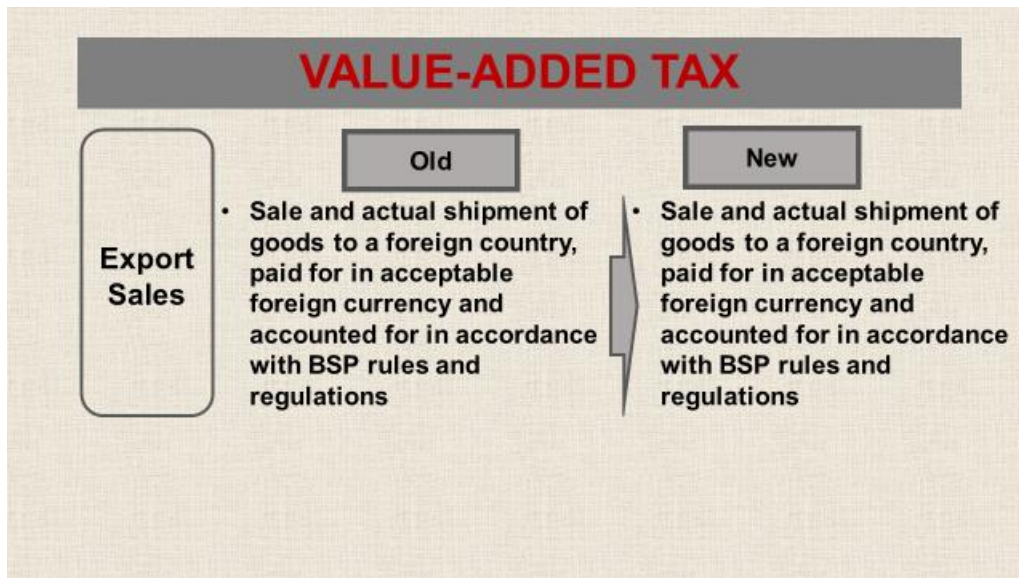 VALUE-ADDED TAX
Export
Sales
Old
• Sale and actual shipment of
goods to a foreign country,
paid for in acceptable
foreign currency and
accounted for in accordance
with BSP rules and
regulations
New
• Sale and actual shipment of
goods to a foreign country,
paid for in acceptable
foreign currency and
accounted for in accordance
with BSP rules and
regulations